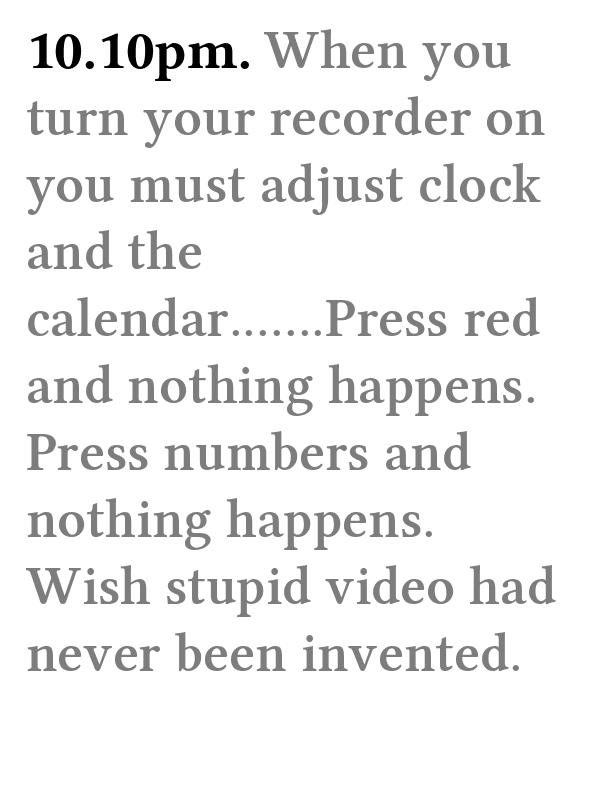 10.10pm. When you
turn your recorder on
you must adjust clock
and the
calendar.......Press red
and nothing happens.
Press numbers and
nothing happens.
Wish stupid video had
never been invented.